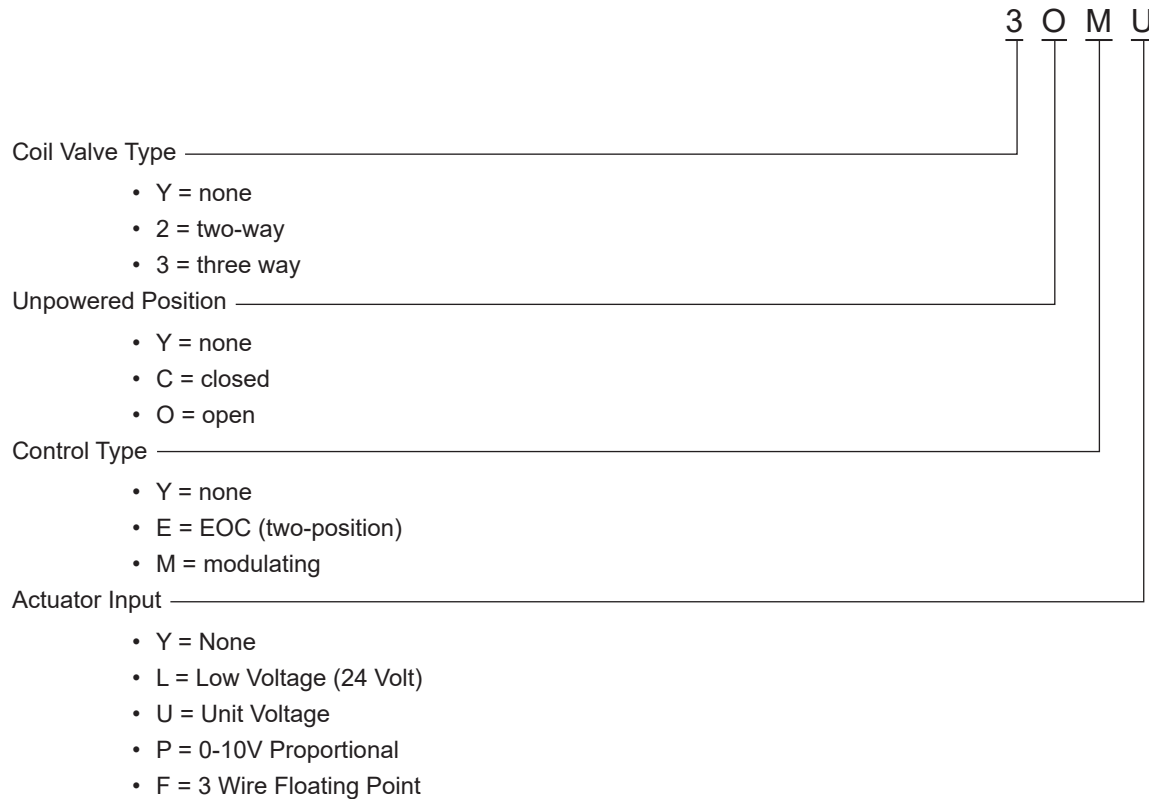 3 O M U
Coil Valve Type
• Y = none
• 2 = two-way
• 3 = three way
Unpowered Position
• Y = none
• C = closed
• O = open
Control Type
• Y = none
• E = EOC (two-position)
• M = modulating
Actuator Input
• Y = None
• L = Low Voltage (24 Volt)
• U = Unit Voltage
• P = 0-10V Proportional
• F = 3 Wire Floating Point